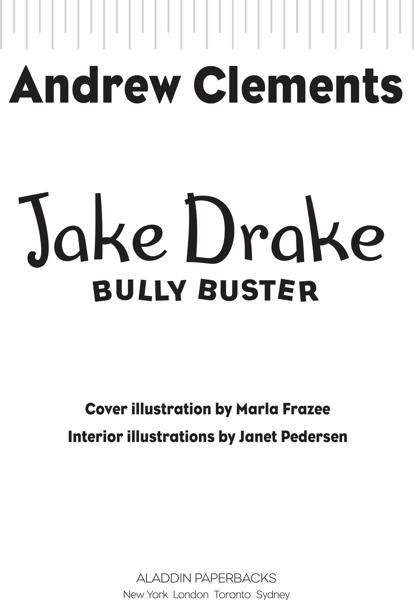 Andrew Clements
Jake Drake
BULLY BUSTER
Cover illustration by Marla Frazee
Interior illustrations by Janet Pedersen
ALADDIN PAPERBACKS
New York London Toronto Sydney